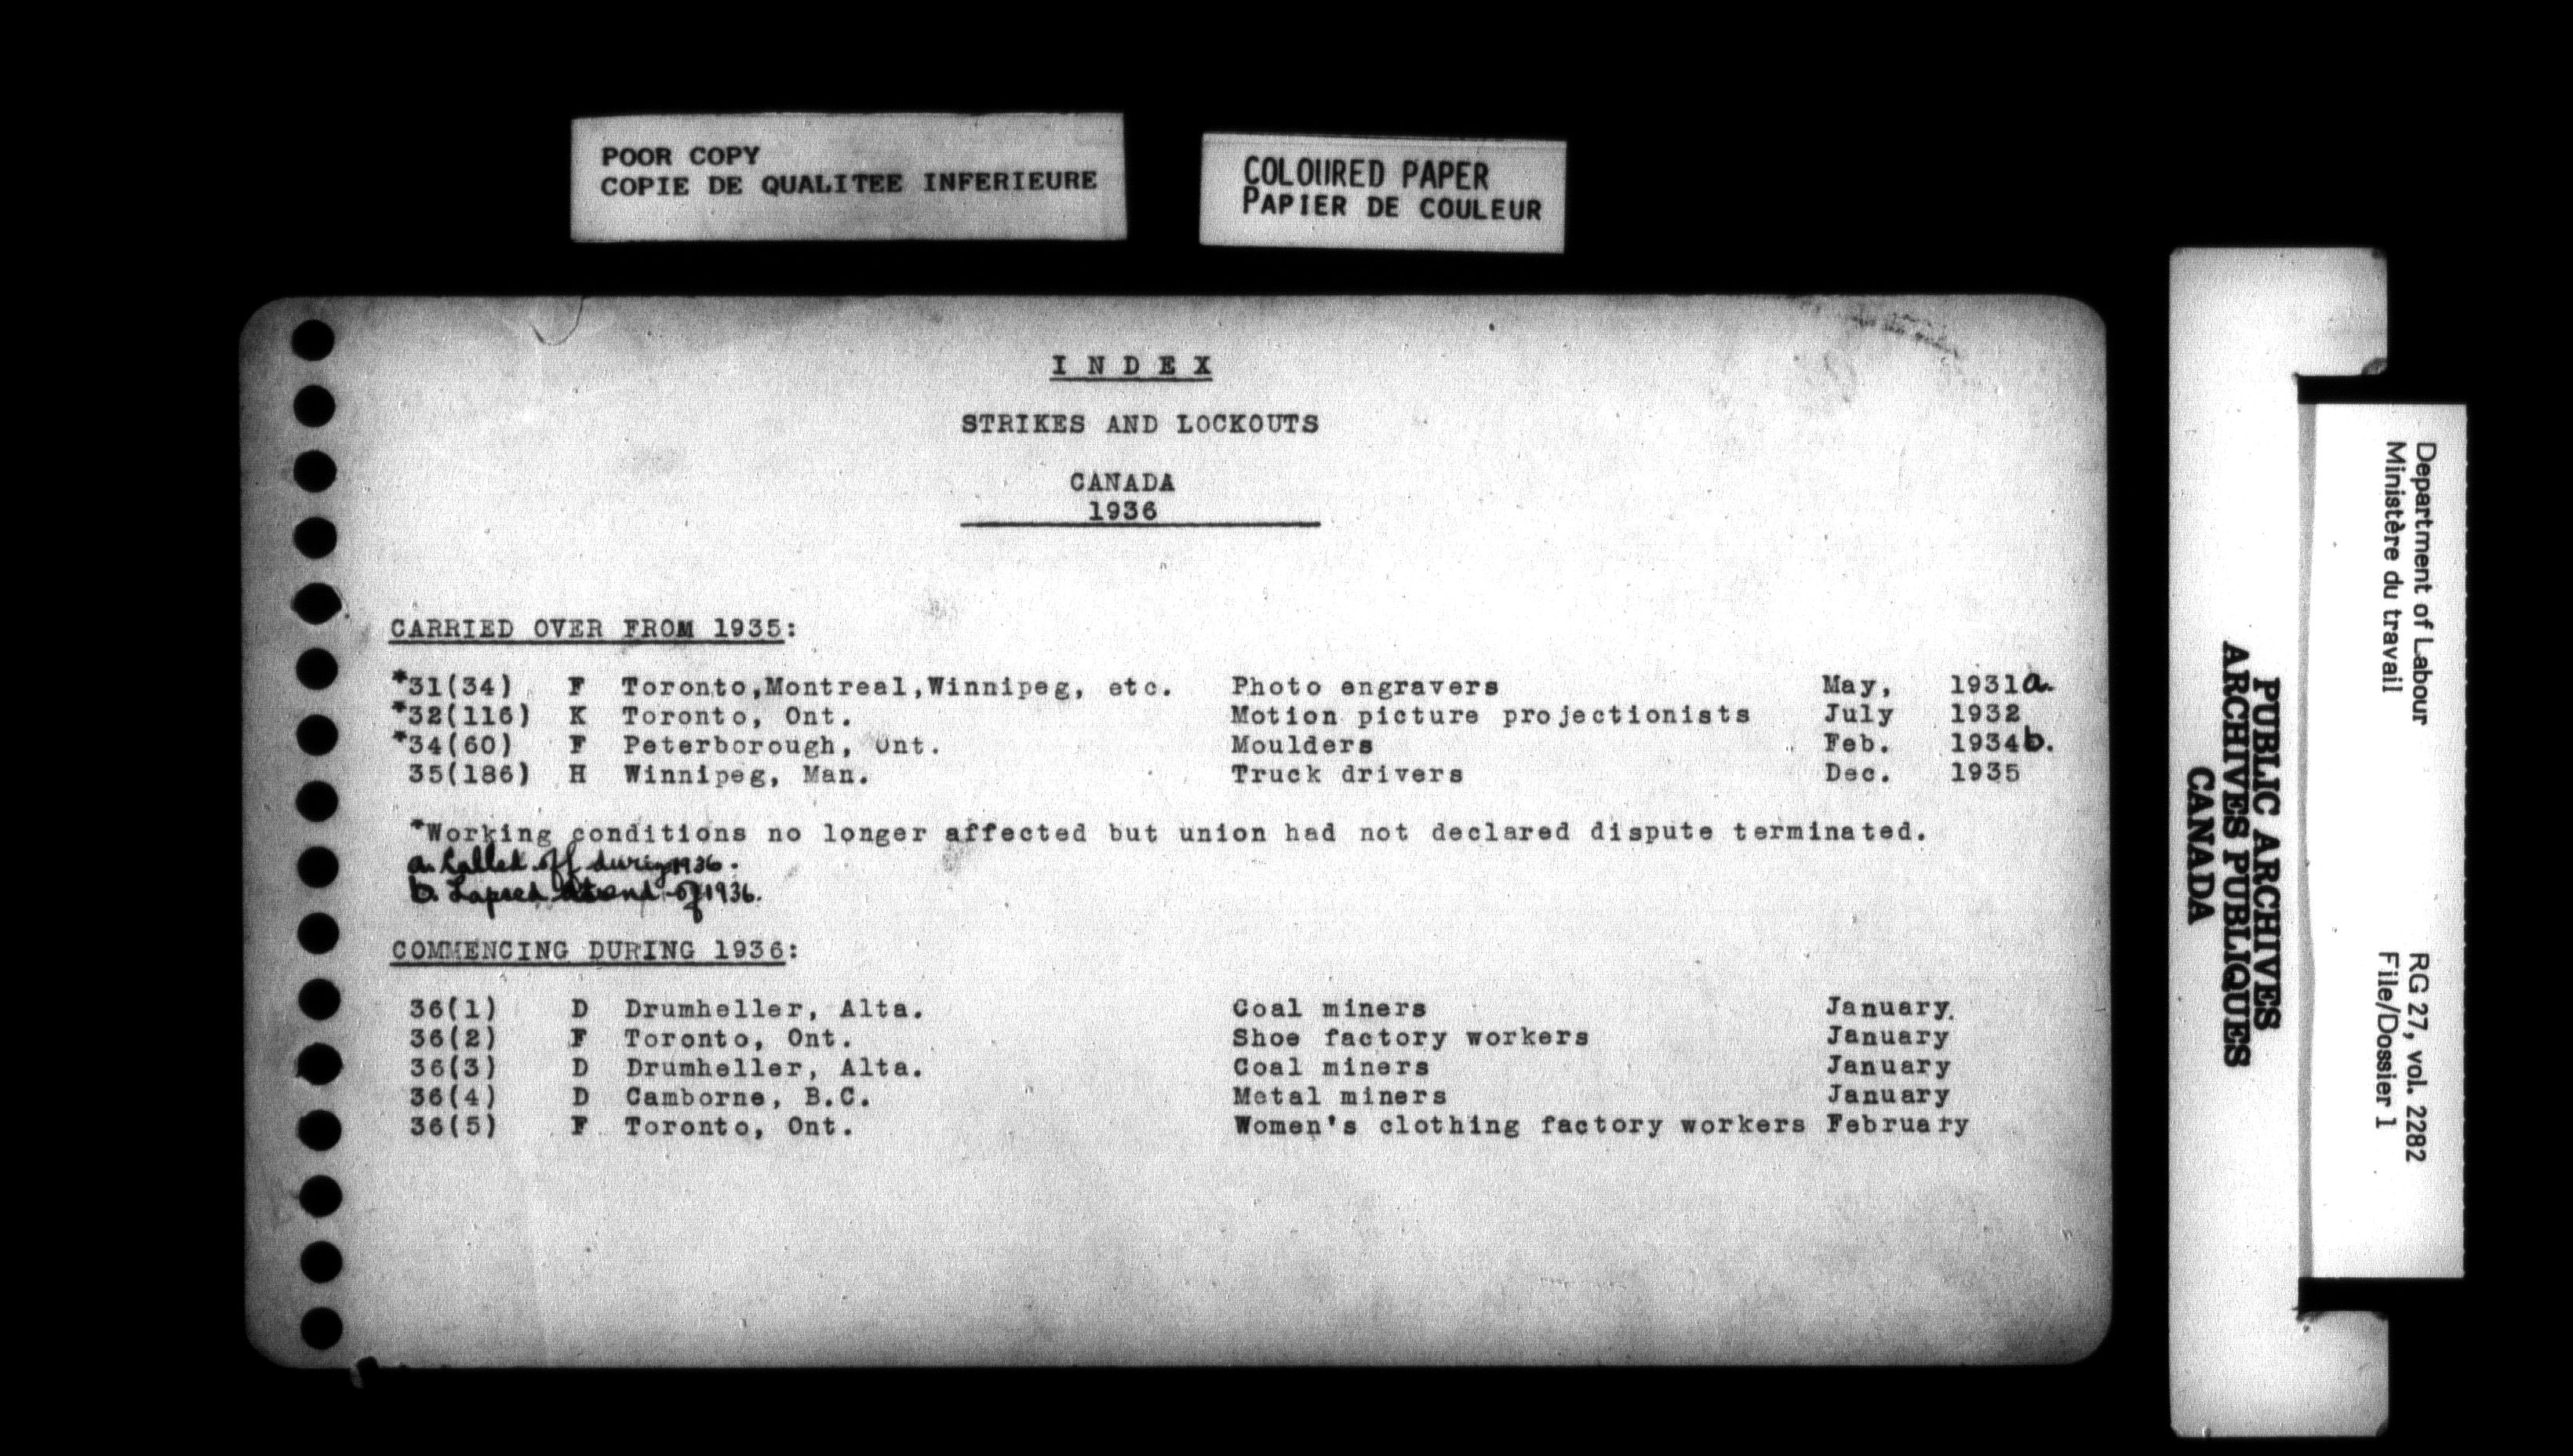 POOR COPY
COPIE DE QUALITEE INFERIEURE
COLOURED PAPER
PAPIER DE COULEUR
I N D E X
STRIKES AND LOCKOUTS
CANADA
1936
CARRIED OVER FROM 1935:
*31(34) F Toronto,Montreal,Winnipeg, etc. Photo engravers May, 1931a.
*32(116) K Toronto, Ont. Motion picture projectionists July 1932
*34(60) F Peterborough, Ont. Moulders Feb. 1934b.
35(186) H Winnipeg, Man. Truck drivers Dec. 1935
*Working conditions no longer affected but union had not declared dispute terminated.
a. Called off during 1936.
b. Lapsed at end of 1936.
COMMENCING DURING 1936:
36(1) D Drumheller, Alta. Coal miners January
36(2) F Toronto, Ont. Shoe factory workers January
36(3) D Drumheller, Alta. Coal miners January
36(4) D Camborne, B.C. Metal miners January
36(5) F Toronto, Ont. Women's clothing factory workers February
PUBLIC ARCHIVES
ARCHIVES PUBLIQUES
CANADA
Department of Labour RG 27, vol. 2282
Ministère du travail File/Dossier 1